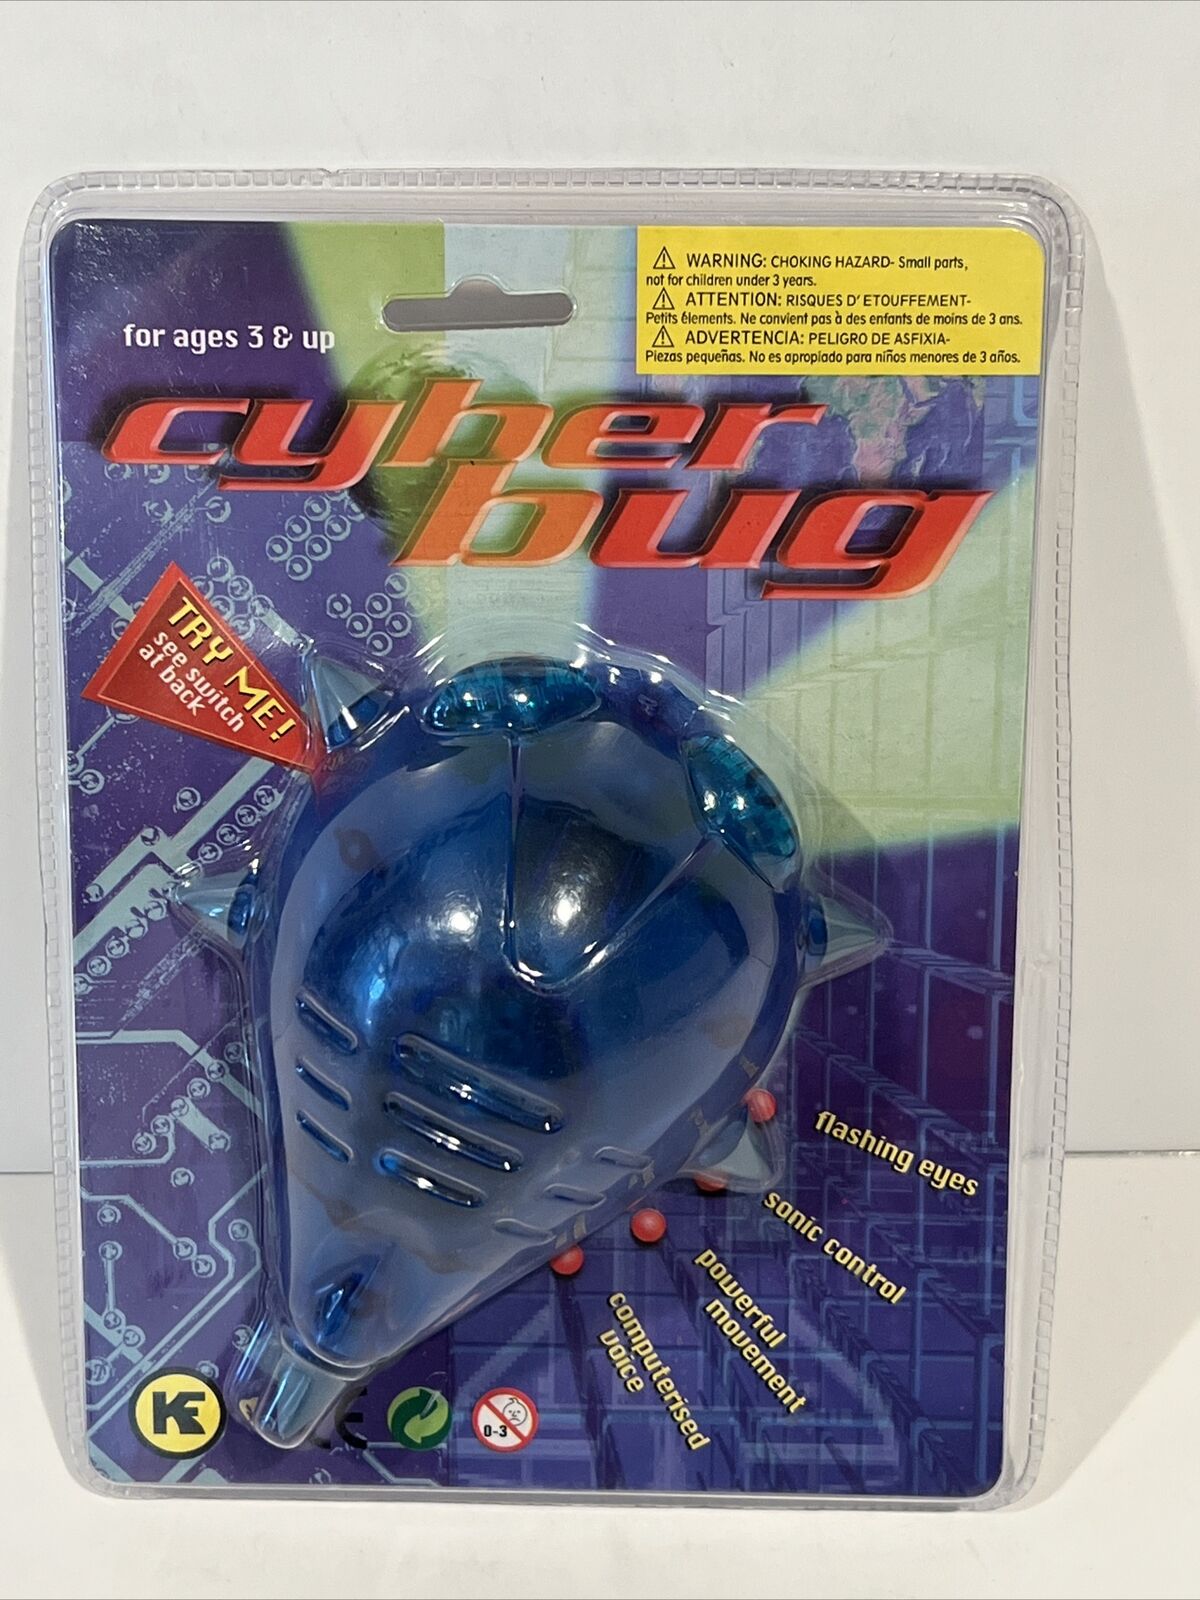 for ages 3 & up
⚠ WARNING: CHOKING HAZARD- Small parts,
not for children under 3 years.
⚠ ATTENTION: RISQUES D' ETOUFFEMENT-
Petits élements. Ne convient pas à des enfants de moins de 3 ans.
⚠ ADVERTENCIA: PELIGRO DE ASFIXIA-
Piezas pequeñas. No es apropiado para niños menores de 3 años.
cyber
bug
TRY ME!
see switch
at back
flashing eyes
sonic control
powerful
movement
computerised
voice
KF
CE
0-3